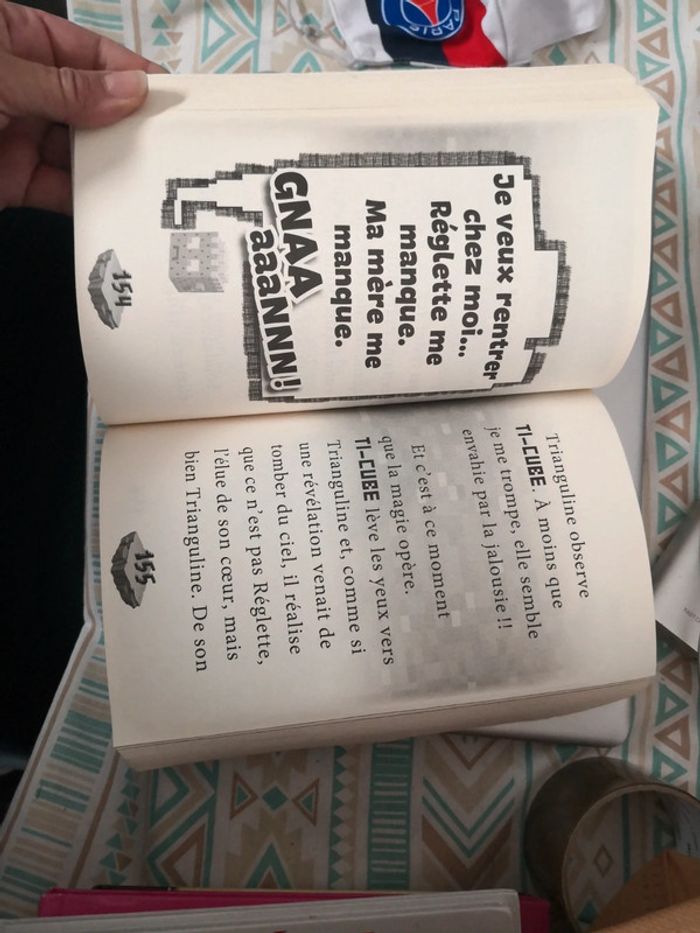 Je veux rentrer
chez moi...
Réglette me
manque.
Ma mère me
manque.
GNAA
aààNNN!
154
Trianguline observe
TI-CUBE. À moins que
je me trompe, elle semble
envahie par la jalousie !!
Et c'est à ce moment
que la magie opère.
TI-CUBE lève les yeux vers
Trianguline et, comme si
une révélation venait de
tomber du ciel, il réalise
que ce n'est pas Réglette,
l'élue de son cœur, mais
bien Trianguline. De son
155
PARIS